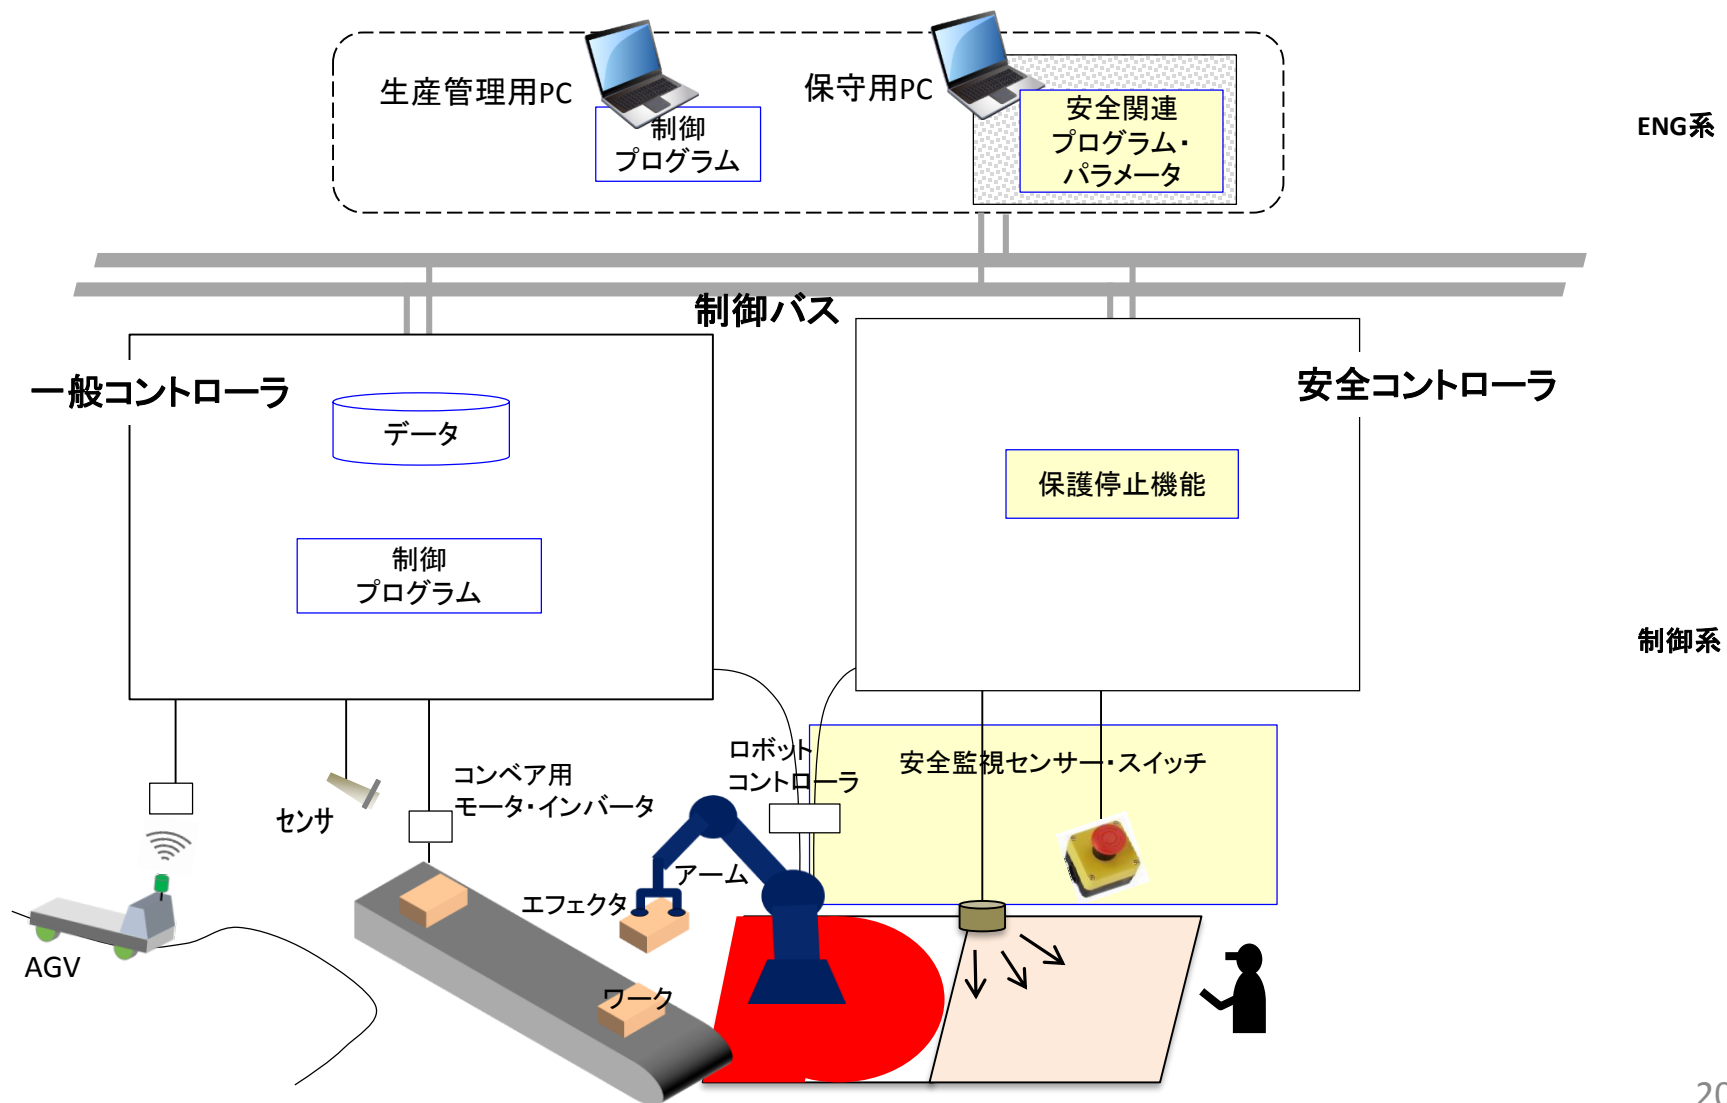 生産管理用PC
制御
プログラム
保守用PC
安全関連
プログラム・
パラメータ
ENG系
制御バス
一般コントローラ
データ
制御
プログラム
安全コントローラ
保護停止機能
制御系
センサ
コンベア用
モータ・インバータ
ロボット
コントローラ
安全監視センサー・スイッチ
アーム
エフェクタ
ワーク
AGV
20